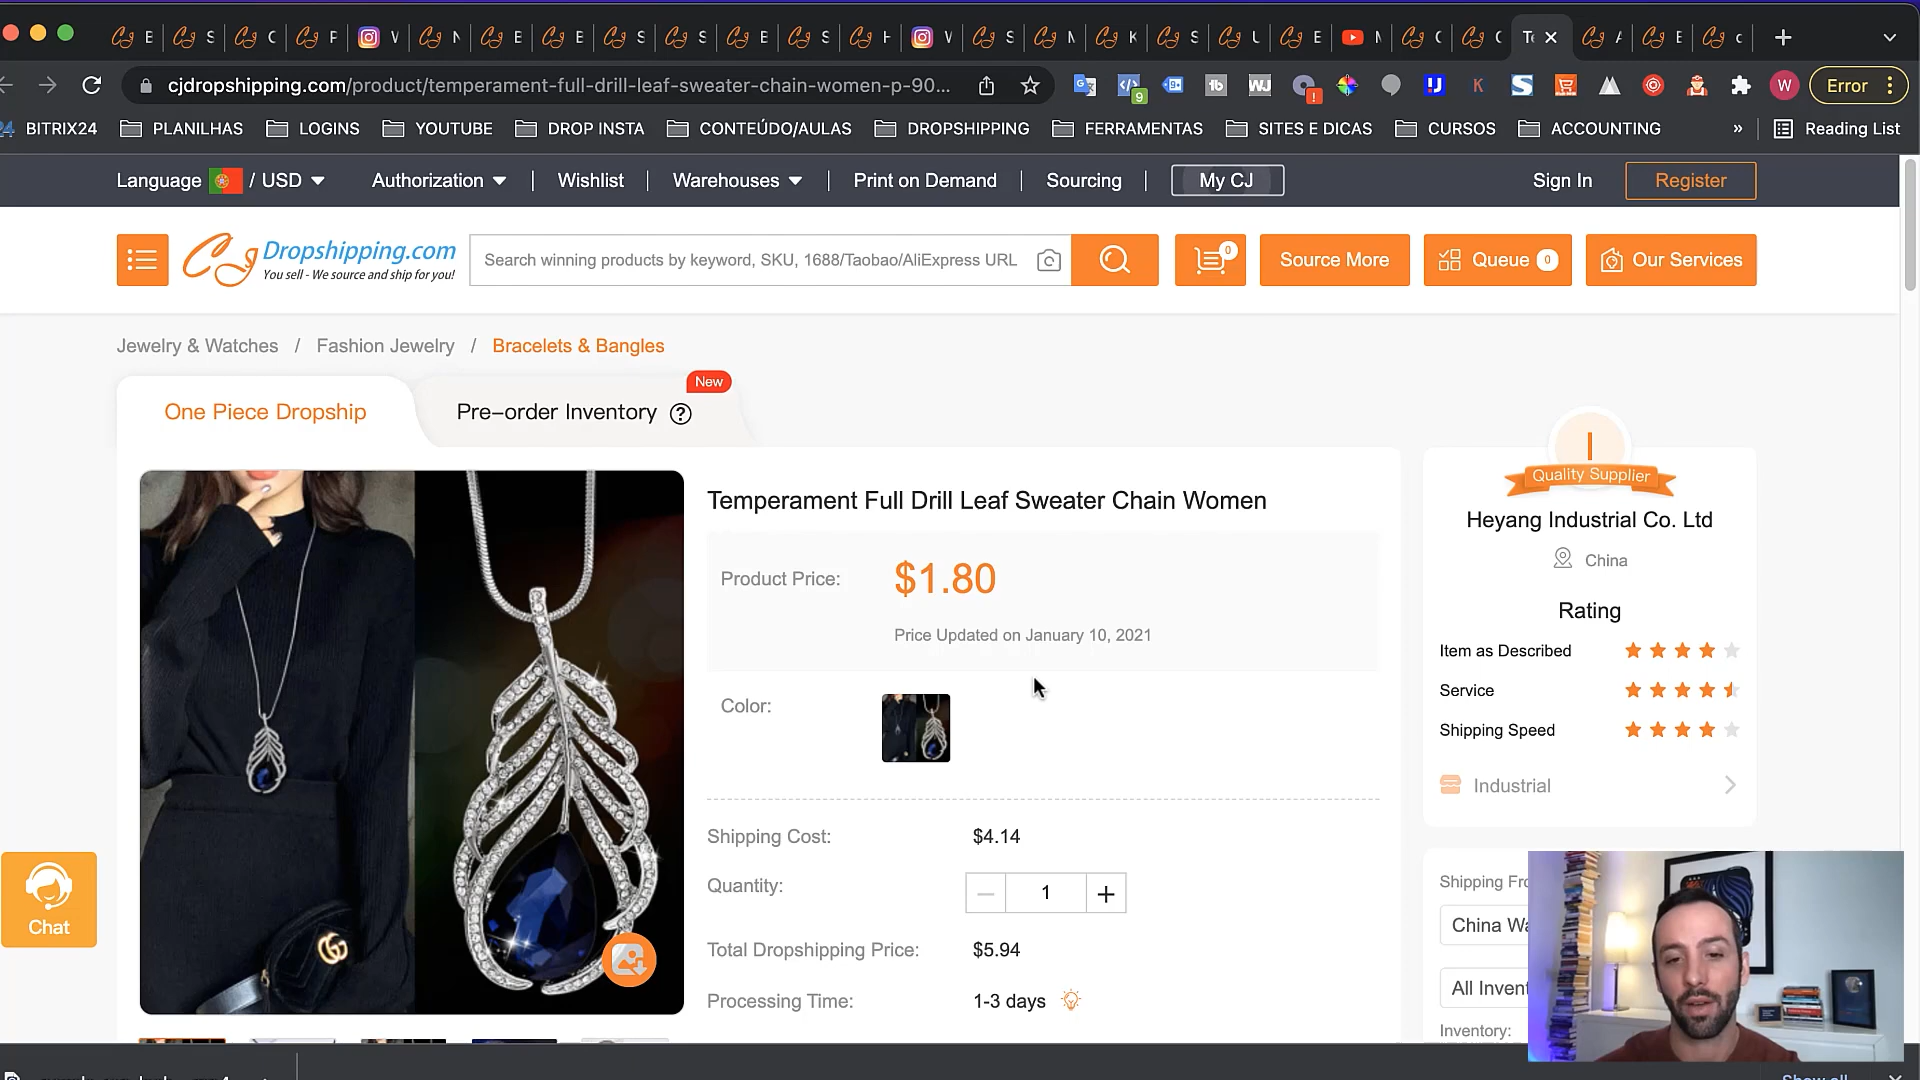 cjdropshipping.com/product/temperament-full-drill-leaf-sweater-chain-women-p-90...
Error
BITRIX24
PLANILHAS
LOGINS
YOUTUBE
DROP INSTA
CONTEÚDO/AULAS
DROPSHIPPING
FERRAMENTAS
SITES E DICAS
CURSOS
ACCOUNTING
»
Reading List
Language / USD
Authorization
Wishlist
Warehouses
Print on Demand
Sourcing
My CJ
Sign In
Register
CJ Dropshipping.com
You sell - We source and ship for you!
Search winning products by keyword, SKU, 1688/Taobao/AliExpress URL
0
Source More
Queue 0
Our Services
Jewelry & Watches / Fashion Jewelry / Bracelets & Bangles
One Piece Dropship
Pre-order Inventory ?
New
Temperament Full Drill Leaf Sweater Chain Women
Product Price: $1.80
Price Updated on January 10, 2021
Color:
Shipping Cost: $4.14
Quantity: 1
Total Dropshipping Price: $5.94
Processing Time: 1-3 days
Quality Supplier
Heyang Industrial Co. Ltd
China
Rating
Item as Described
Service
Shipping Speed
Industrial
Shipping Fro
China Wa
All Invent
Inventory:
Chat